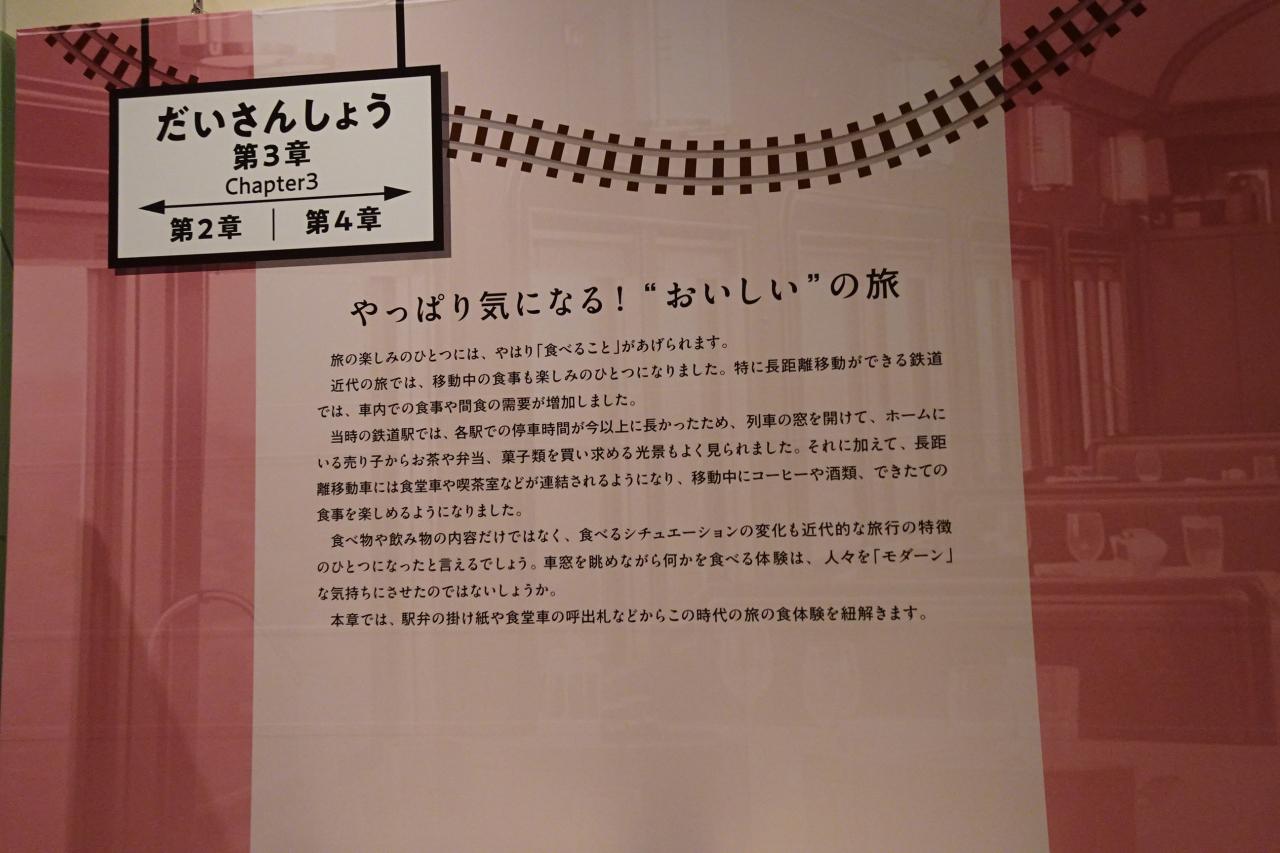 だいさんしょう
第3章
Chapter3
第2章 第4章
やっぱり気になる！“おいしい”の旅
旅の楽しみのひとつには、やはり「食べること」があげられます。
近代の旅では、移動中の食事も楽しみのひとつになりました。特に長距離移動ができる鉄道
では、車内での食事や間食の需要が増加しました。
当時の鉄道駅では、各駅での停車時間が今以上に長かったため、列車の窓を開けて、ホームに
いる売り子からお茶や弁当、菓子類を買い求める光景もよく見られました。それに加えて、長距
離移動車には食堂車や喫茶室などが連結されるようになり、移動中にコーヒーや酒類、できたての
食事を楽しめるようになりました。
食べ物や飲み物の内容だけではなく、食べるシチュエーションの変化も近代的な旅行の特徴
のひとつになったと言えるでしょう。車窓を眺めながら何かを食べる体験は、人々を「モダーン」
な気持ちにさせたのではないしょうか。
本章では、駅弁の掛け紙や食堂車の呼出札などからこの時代の旅の食体験を紐解きます。